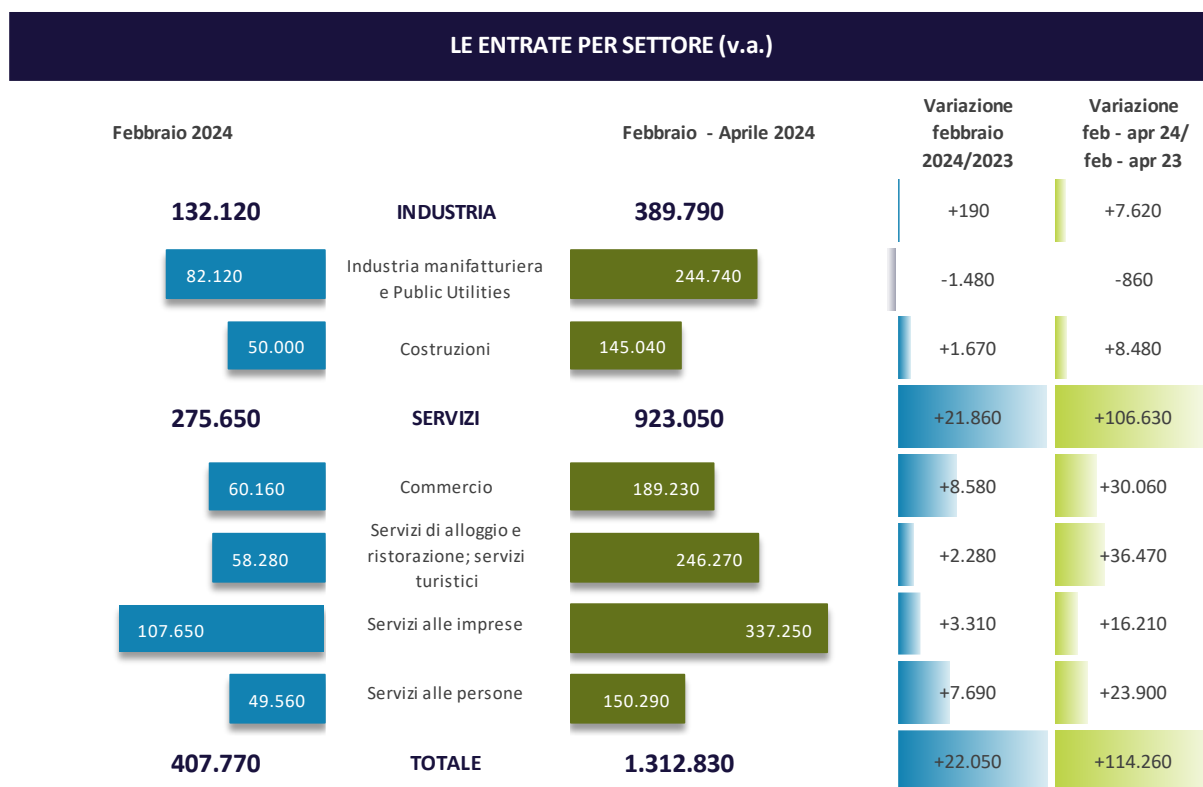 LE ENTRATE PER SETTORE (v.a.)
Febbraio 2024
Febbraio - Aprile 2024
Variazione
febbraio
2024/2023
Variazione
feb - apr 24/
feb - apr 23
132.120 INDUSTRIA 389.790 +190 +7.620
82.120 Industria manifatturiera
e Public Utilities 244.740 -1.480 -860
50.000 Costruzioni 145.040 +1.670 +8.480
275.650 SERVIZI 923.050 +21.860 +106.630
60.160 Commercio 189.230 +8.580 +30.060
58.280 Servizi di alloggio e
ristorazione; servizi
turistici 246.270 +2.280 +36.470
107.650 Servizi alle imprese 337.250 +3.310 +16.210
49.560 Servizi alle persone 150.290 +7.690 +23.900
407.770 TOTALE 1.312.830 +22.050 +114.260